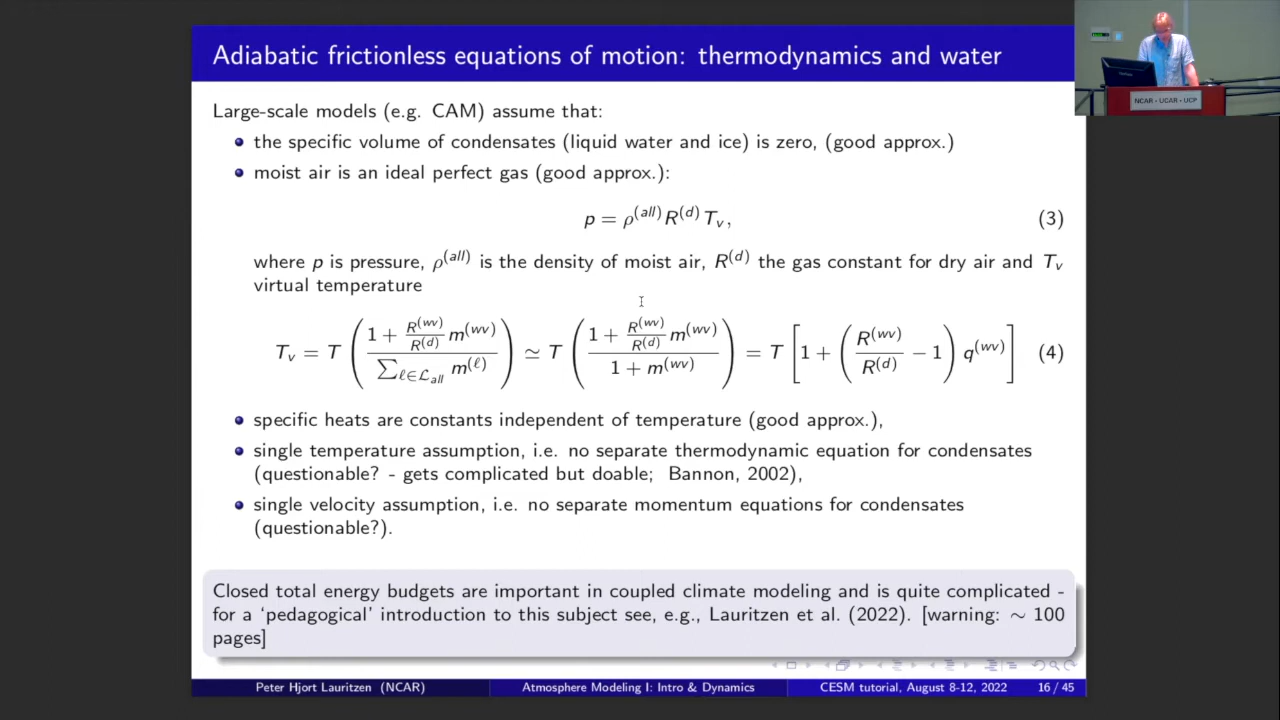 Adiabatic frictionless equations of motion: thermodynamics and water
Large-scale models (e.g. CAM) assume that:
the specific volume of condensates (liquid water and ice) is zero, (good approx.)
moist air is an ideal perfect gas (good approx.):
p = ρ^(all) R^(d) T_v, (3)
where p is pressure, ρ^(all) is the density of moist air, R^(d) the gas constant for dry air and T_v
virtual temperature
T_v = T ( (1 + R^(wv)/R^(d) m^(wv)) / (∑_{ℓ∈ℒ_all} m^(ℓ)) ) ≃ T ( (1 + R^(wv)/R^(d) m^(wv)) / (1 + m^(wv)) ) = T [ 1 + ( R^(wv)/R^(d) − 1 ) q^(wv) ] (4)
specific heats are constants independent of temperature (good approx.),
single temperature assumption, i.e. no separate thermodynamic equation for condensates
(questionable? - gets complicated but doable; Bannon, 2002),
single velocity assumption, i.e. no separate momentum equations for condensates
(questionable?).
Closed total energy budgets are important in coupled climate modeling and is quite complicated -
for a ‘pedagogical’ introduction to this subject see, e.g., Lauritzen et al. (2022). [warning: ∼ 100
pages]
Peter Hjort Lauritzen (NCAR) Atmosphere Modeling I: Intro & Dynamics CESM tutorial, August 8-12, 2022 16 / 45
NCAR • UCAR • UCP